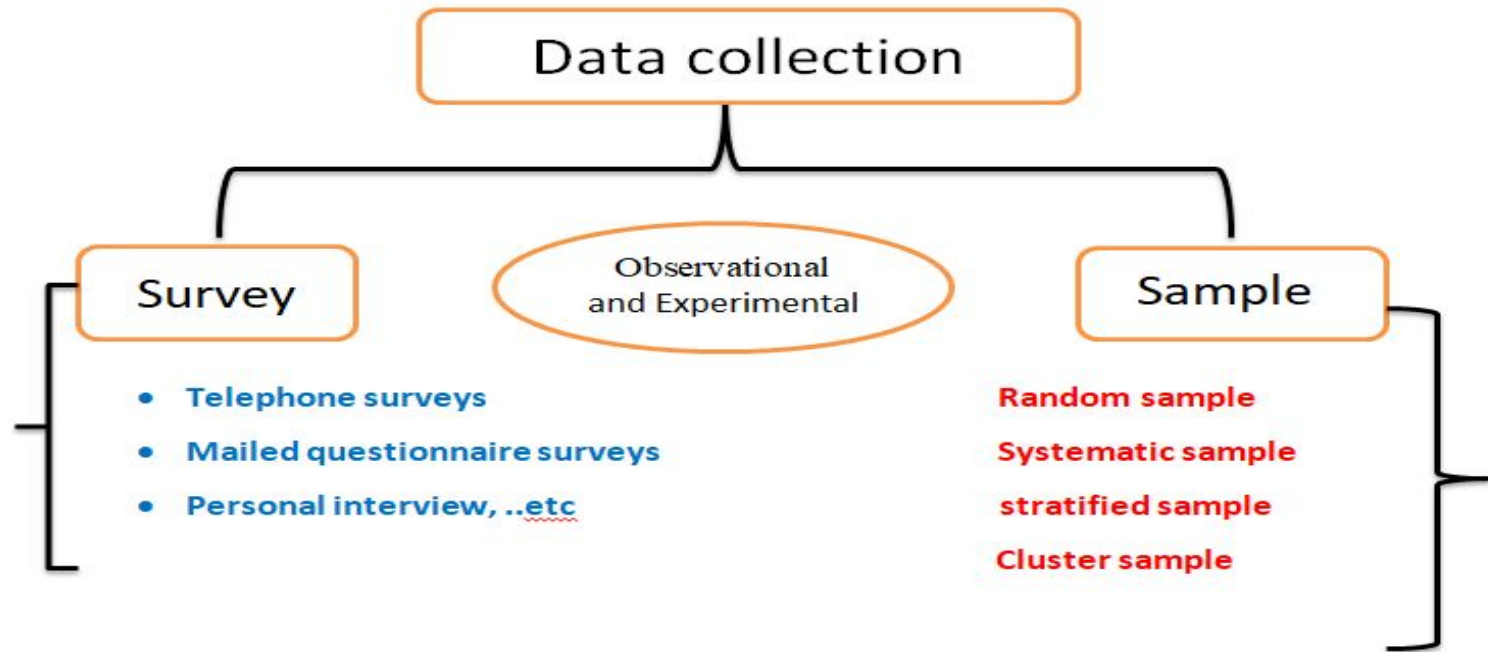 Data collection
Survey
Observational
and Experimental
Sample
• Telephone surveys
• Mailed questionnaire surveys
• Personal interview, ..etc
Random sample
Systematic sample
stratified sample
Cluster sample